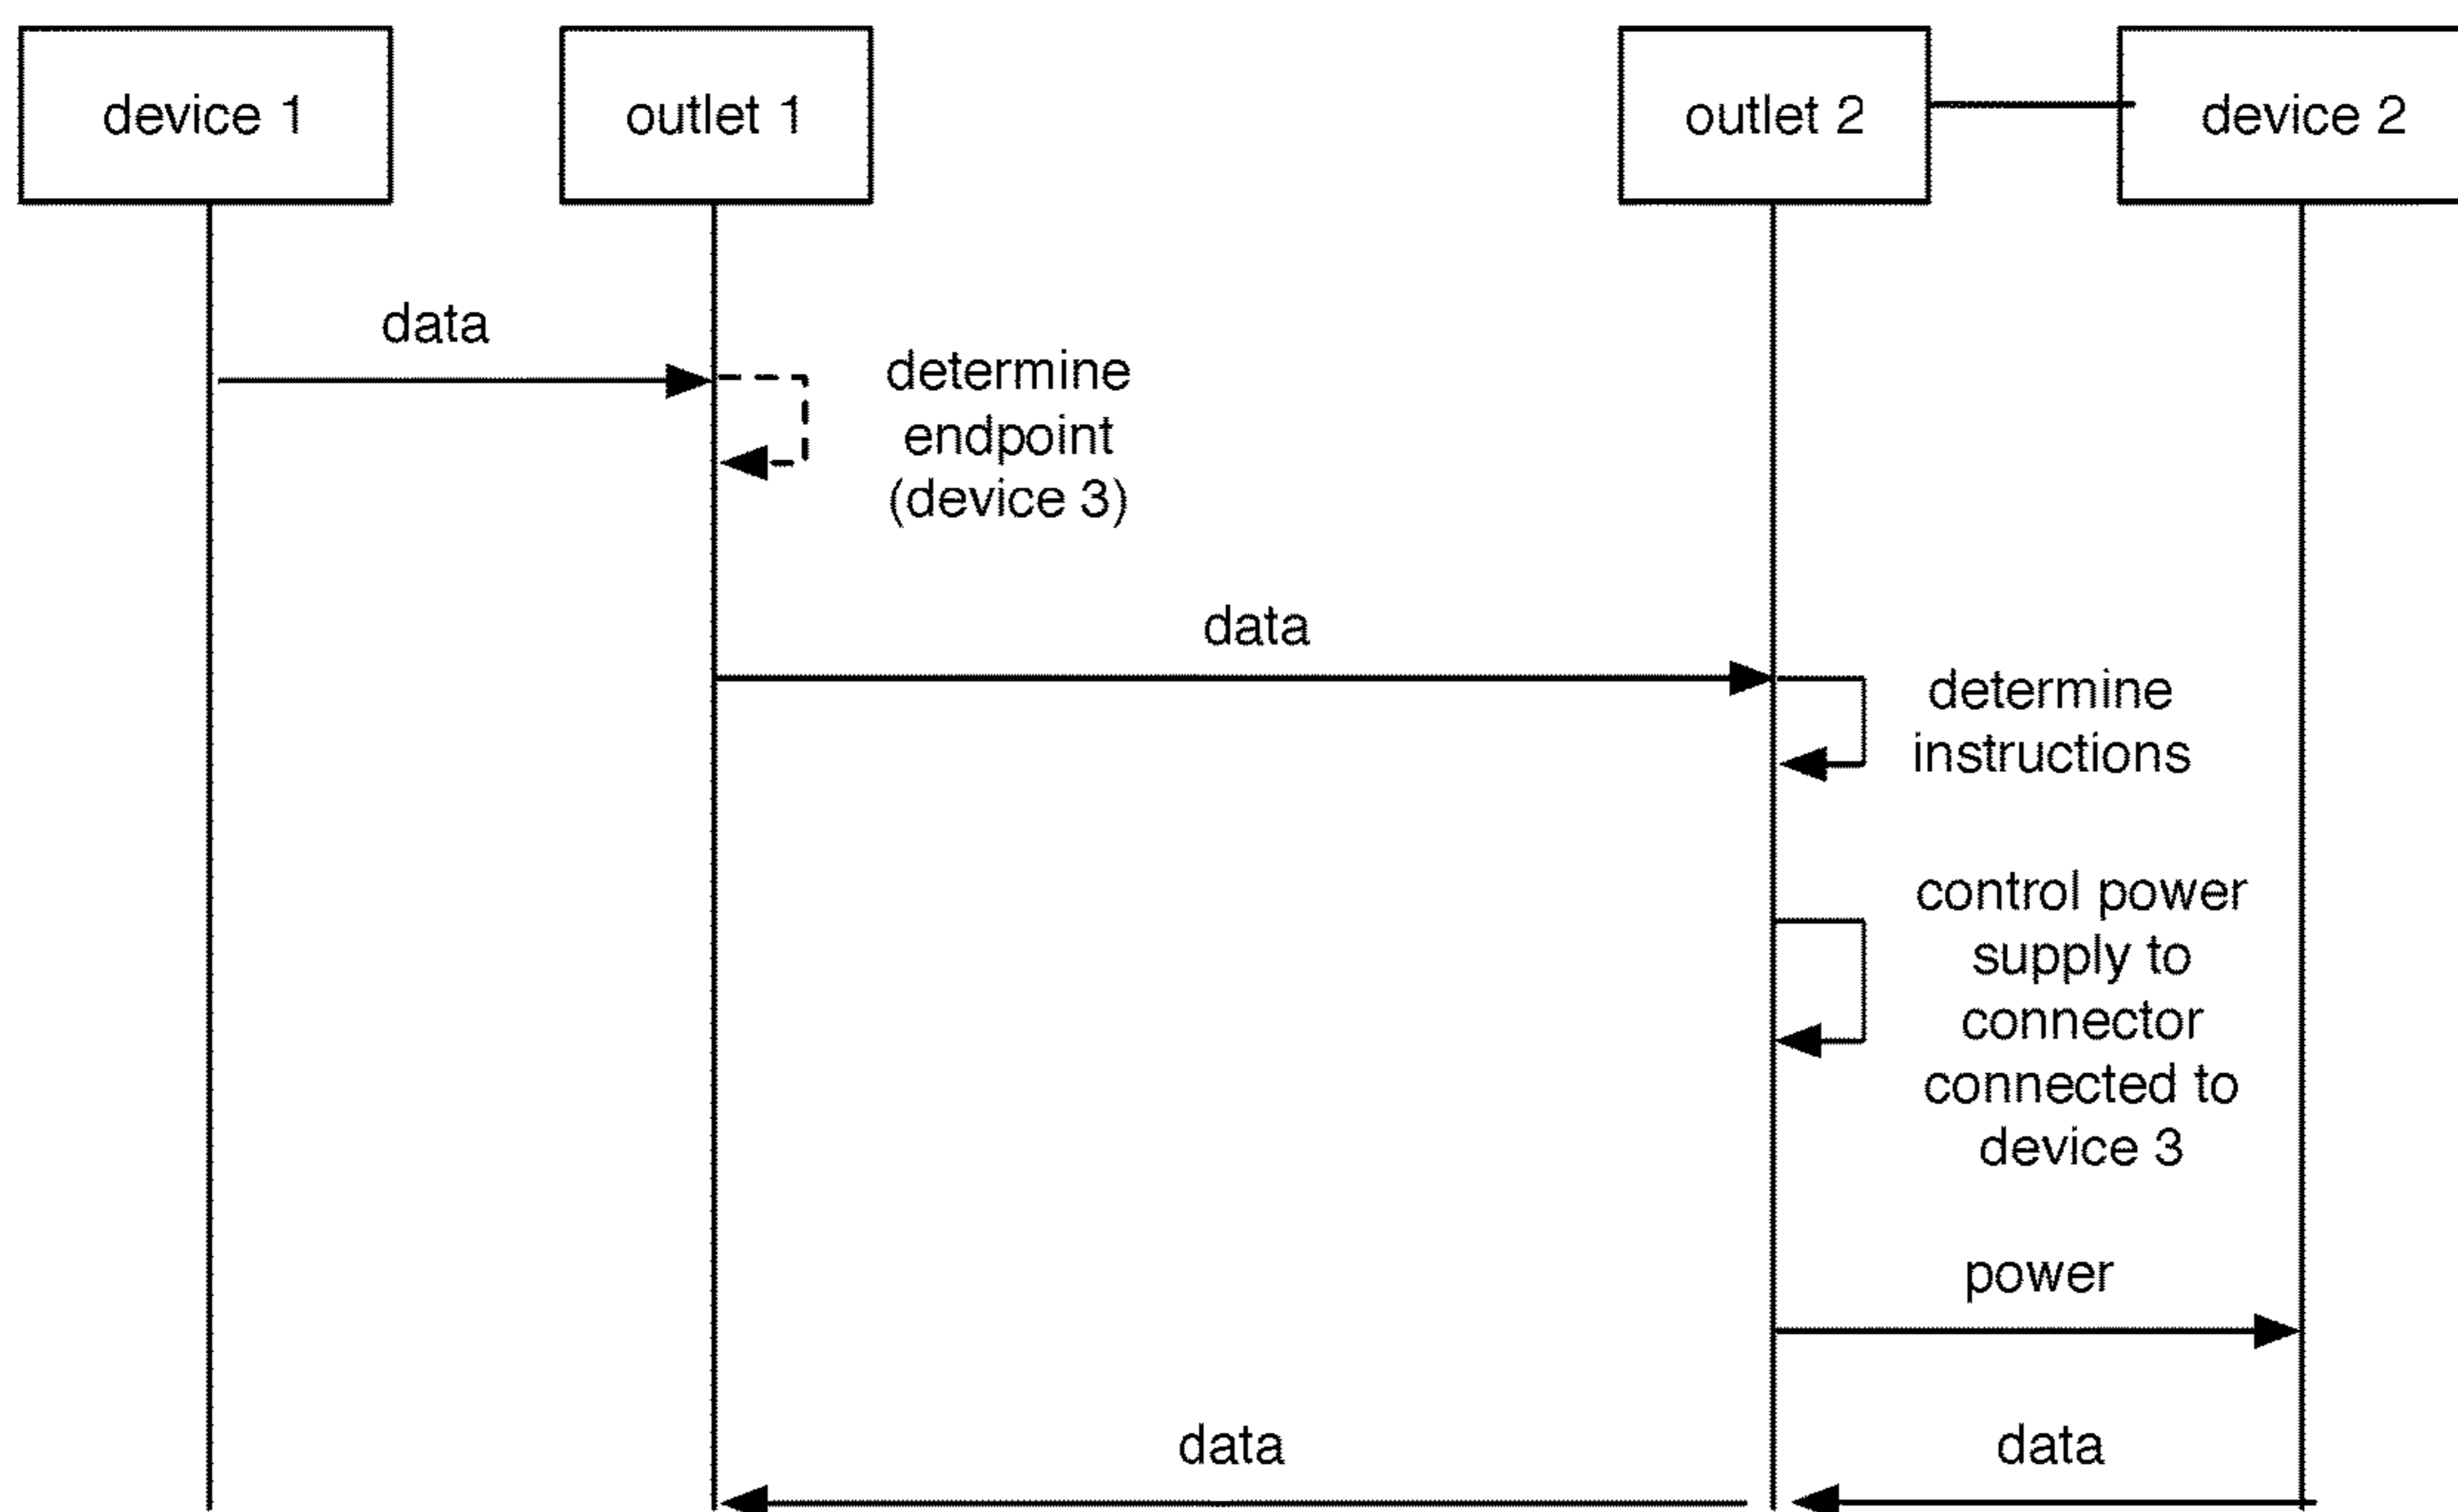 device 1
outlet 1
outlet 2
device 2
data
determine
endpoint
(device 3)
data
determine
instructions
control power
supply to
connector
connected to
device 3
power
data
data